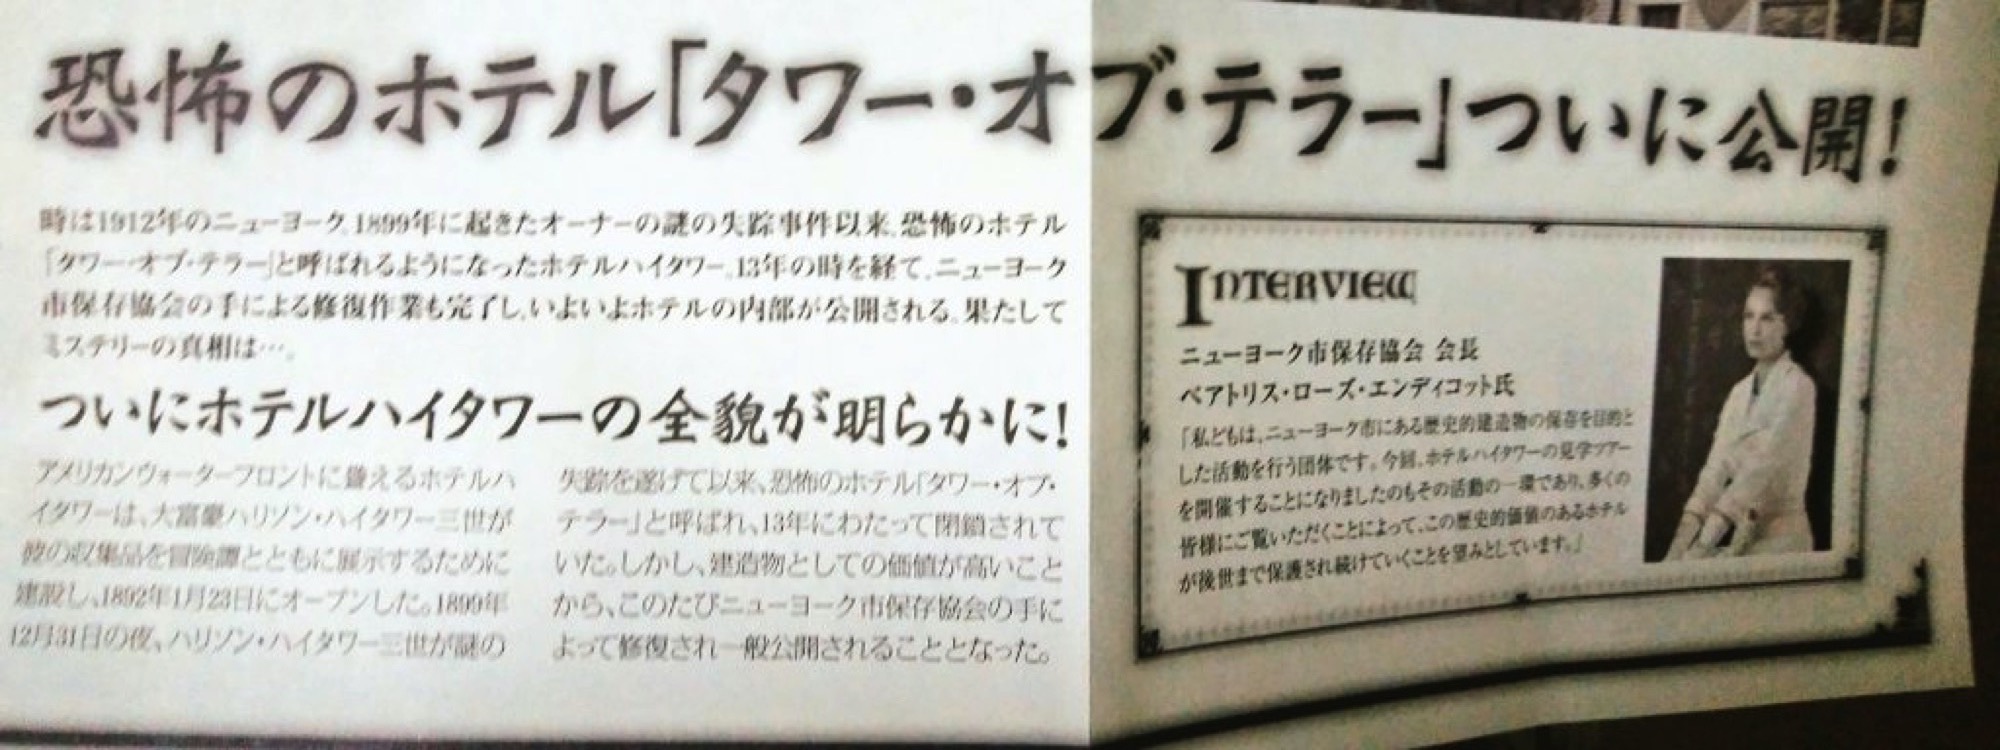 恐怖のホテル「タワー・オブ・テラー」ついに公開!
時は1912年のニューヨーク.1899年に起きたオーナーの謎の失踪事件以来、恐怖のホテル
「タワー・オブ・テラー」と呼ばれるようになったホテルハイタワー。13年の時を経て、ニューヨーク
市保存協会の手による修復作業も完了し、いよいよホテルの内部が公開される。果たして
ミステリーの真相は…。
ついにホテルハイタワーの全貌が明らかに!
アメリカンウォーターフロントに聳えるホテルハ
イタワーは、大富豪ハリソン・ハイタワー三世が
彼の収集品を冒険譚とともに展示するために
建設し、1892年1月23日にオープンした。1899年
12月31日の夜、ハリソン・ハイタワー三世が謎の
失踪を遂げて以来、恐怖のホテル「タワー・オブ・
テラー」と呼ばれ、13年にわたって閉鎖されて
いた。しかし、建造物としての価値が高いこと
から、このたびニューヨーク市保存協会の手に
よって修復され一般公開されることとなった。
INTERVIEW
ニューヨーク市保存協会 会長
ベアトリス・ローズ・エンディコット氏
「私どもは、ニューヨーク市にある歴史的建造物の保存を目的と
した活動を行う団体です。今回、ホテルハイタワーの見学ツアー
を開催することになりましたのもその活動の一環であり、多くの
皆様にご覧いただくことによって、この歴史的価値のあるホテル
が後世まで保護され続けていくことを望みとしています。」